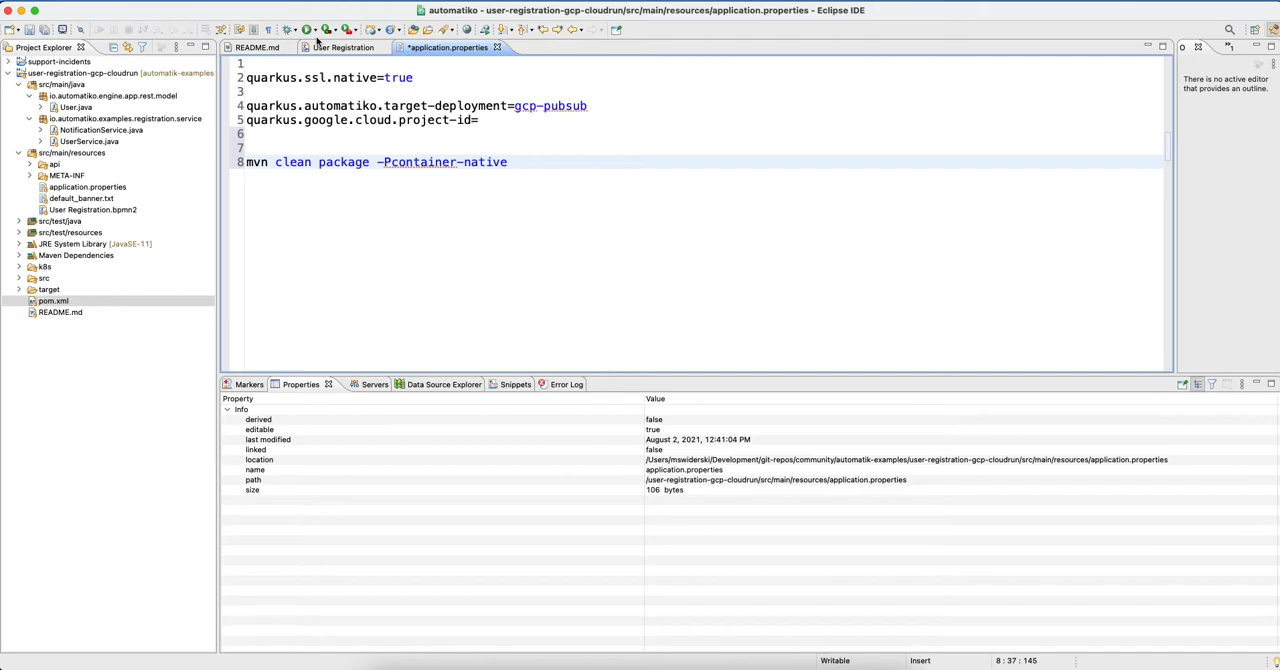 automatiko - user-registration-gcp-cloudrun/src/main/resources/application.properties - Eclipse IDE
Project Explorer
README.md
User Registration
*application.properties
support-incidents
user-registration-gcp-cloudrun [automatik-examples
src/main/java
io.automatiko.engine.app.rest.model
User.java
io.automatiko.examples.registration.service
NotificationService.java
UserService.java
src/main/resources
api
META-INF
application.properties
default_banner.txt
User Registration.bpmn2
src/test/java
src/test/resources
JRE System Library [JavaSE-11]
Maven Dependencies
k8s
src
target
pom.xml
README.md
1
2 quarkus.ssl.native=true
3
4 quarkus.automatiko.target-deployment=gcp-pubsub
5 quarkus.google.cloud.project-id=
6
7
8 mvn clean package -Pcontainer-native
O
1
There is no active editor
that provides an outline.
Markers
Properties
Servers
Data Source Explorer
Snippets
Error Log
Property Value
Info
derived false
editable true
last modified August 2, 2021, 12:41:04 PM
linked false
location /Users/mswiderski/Development/git-repos/community/automatik-examples/user-registration-gcp-cloudrun/src/main/resources/application.properties
name application.properties
path /user-registration-gcp-cloudrun/src/main/resources/application.properties
size 106 bytes
Writable
Insert
8 : 37 : 145